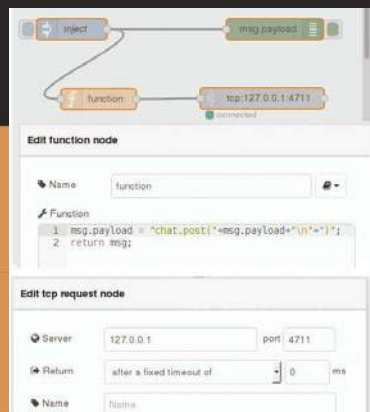 inject
msg.payload
function
tcp:127.0.0.1:4711
connected
Edit function node
Name
function
Function
1 msg.payload = "chat.post("+msg.payload+"\n"+")";
2 return msg;
Edit tcp request node
Server
127.0.0.1
port
4711
Return
after a fixed timeout of
0
ms
Name
Name